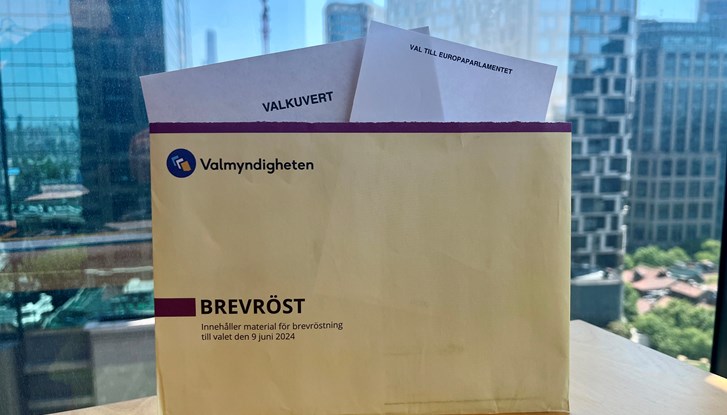 VALKUVERT
VAL TILL EUROPAPARLAMENTET
Valmyndigheten
BREVRÖST
Innehåller material för brevröstning
till valet den 9 juni 2024